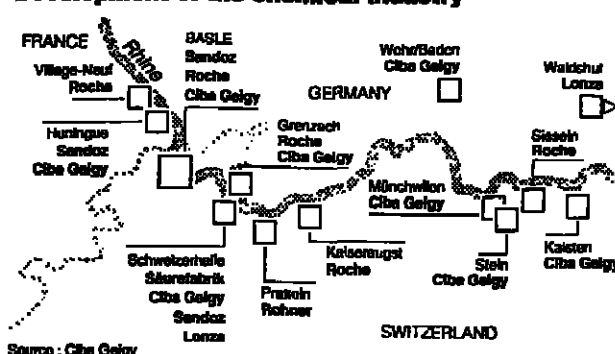 Development of the Chemical Industry
FRANCE
Rhine
Village-Neuf
Roche
Huningue
Sandoz
Ciba Geigy
BASLE
Sandoz
Roche
Ciba Geigy
Grenzach
Roche
Ciba Geigy
GERMANY
Wehr/Baden
Ciba Geigy
Waldshut
Lonza
Sisseln
Roche
Münchwilen
Ciba Geigy
Schweizerhalle
Säurefabrik
Ciba Geigy
Sandoz
Lonza
Pratteln
Rohner
Kaiseraugst
Roche
Stein
Ciba Geigy
Kaisten
Ciba Geigy
SWITZERLAND
Source : Ciba Geigy